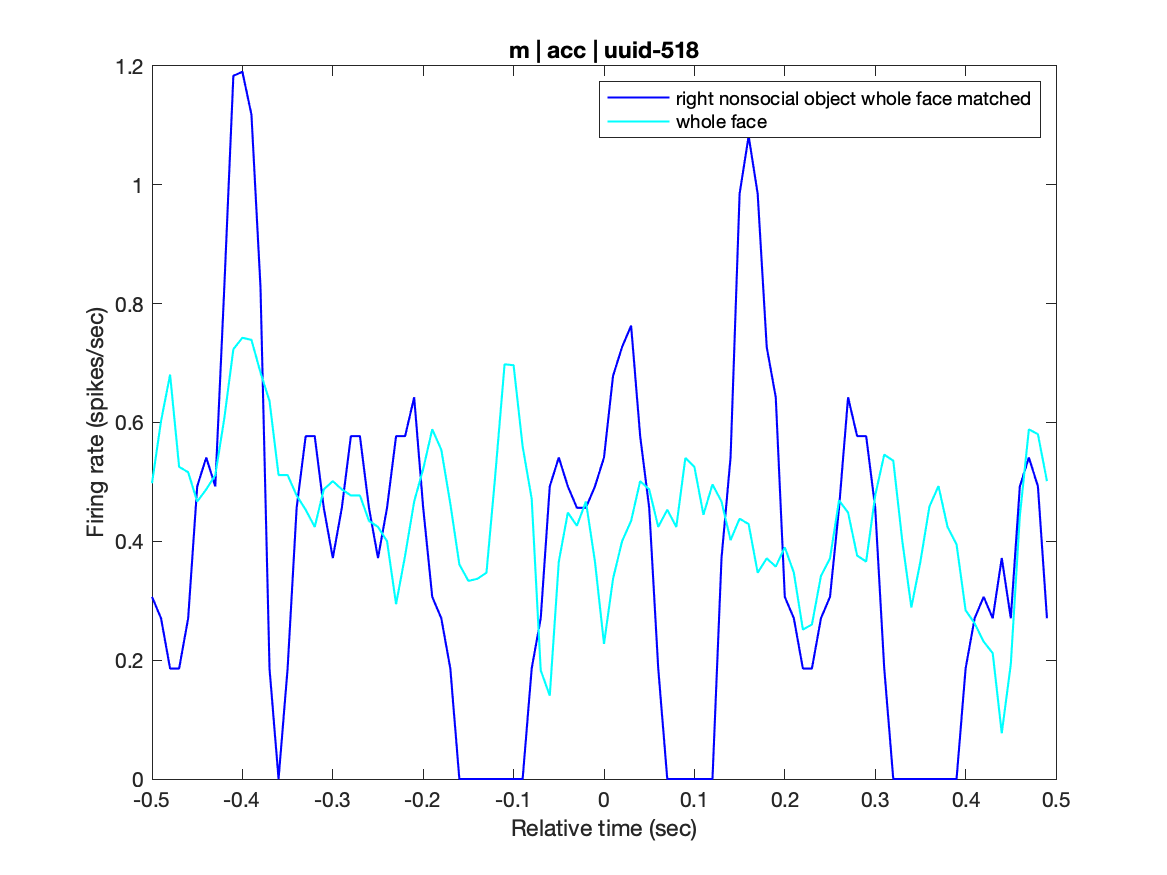 m | acc | uuid-518
right nonsocial object whole face matched
whole face
Firing rate (spikes/sec)
1.2
1
0.8
0.6
0.4
0.2
0
-0.5 -0.4 -0.3 -0.2 -0.1 0 0.1 0.2 0.3 0.4 0.5
Relative time (sec)